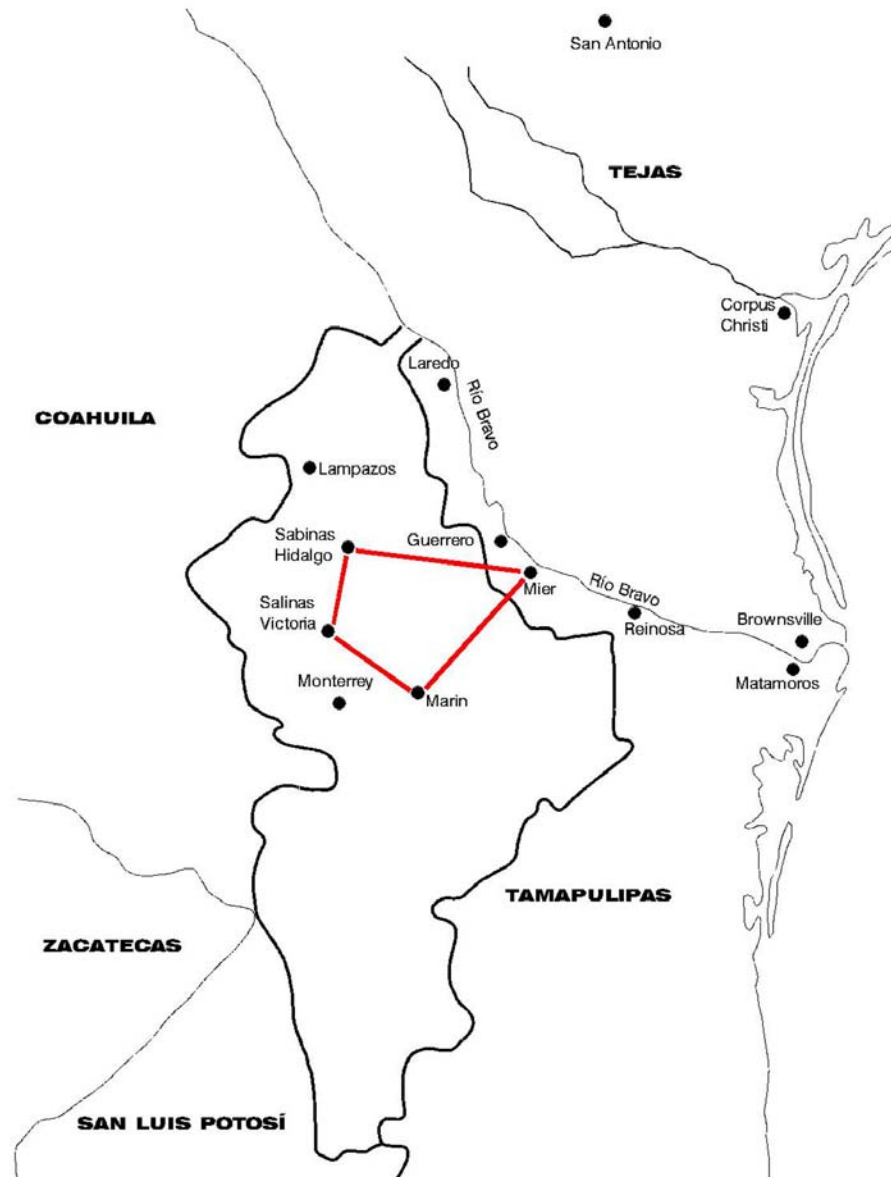 San Antonio
TEJAS
Corpus
Christi
Laredo
Río Bravo
COAHUILA
Lampazos
Sabinas
Hidalgo
Guerrero
Mier
Río Bravo
Salinas
Victoria
Reinosa
Brownsville
Matamoros
Monterrey
Marin
TAMAPULIPAS
ZACATECAS
SAN LUIS POTOSÍ